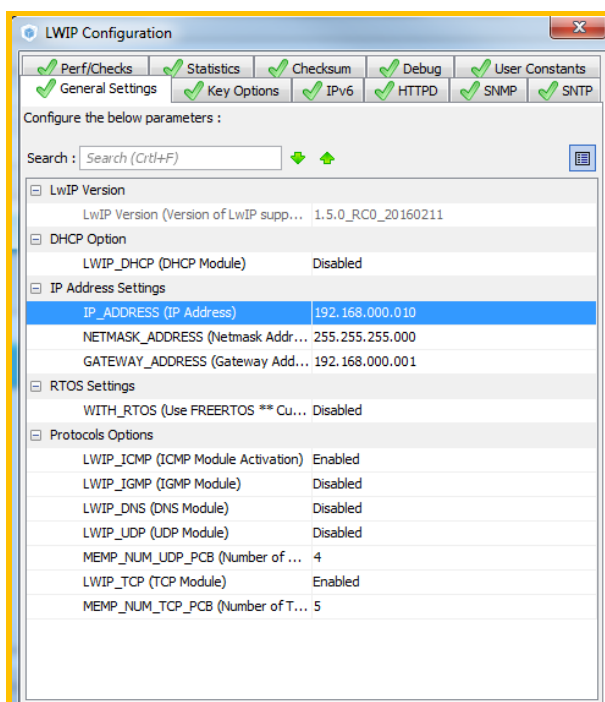 LWIP Configuration
x
Perf/Checks Statistics Checksum Debug User Constants
General Settings Key Options IPv6 HTTPD SNMP SNTP
Configure the below parameters :
Search : Search (Crtl+F)
LwIP Version
LwIP Version (Version of LwIP supp... 1.5.0_RC0_20160211
DHCP Option
LWIP_DHCP (DHCP Module) Disabled
IP Address Settings
IP_ADDRESS (IP Address) 192.168.000.010
NETMASK_ADDRESS (Netmask Addr... 255.255.255.000
GATEWAY_ADDRESS (Gateway Add... 192.168.000.001
RTOS Settings
WITH_RTOS (Use FREERTOS ** Cu... Disabled
Protocols Options
LWIP_ICMP (ICMP Module Activation) Enabled
LWIP_IGMP (IGMP Module) Disabled
LWIP_DNS (DNS Module) Disabled
LWIP_UDP (UDP Module) Disabled
MEMP_NUM_UDP_PCB (Number of ... 4
LWIP_TCP (TCP Module) Enabled
MEMP_NUM_TCP_PCB (Number of T... 5